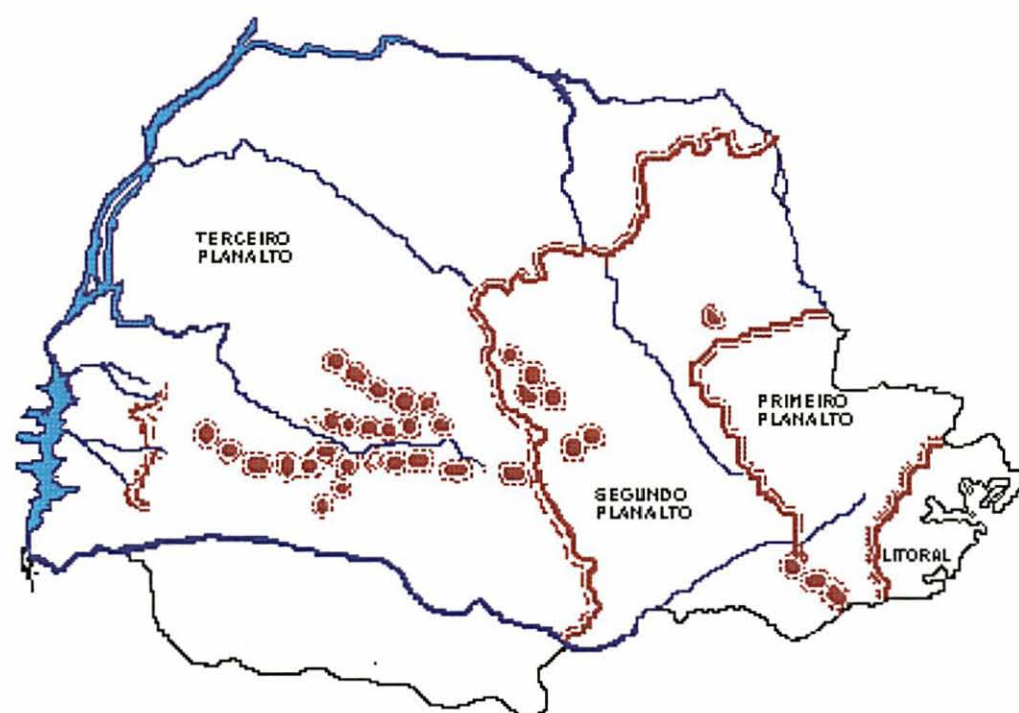 TERCEIRO
PLANALTO
PRIMEIRO
PLANALTO
SEGUNDO
PLANALTO
LITORAL